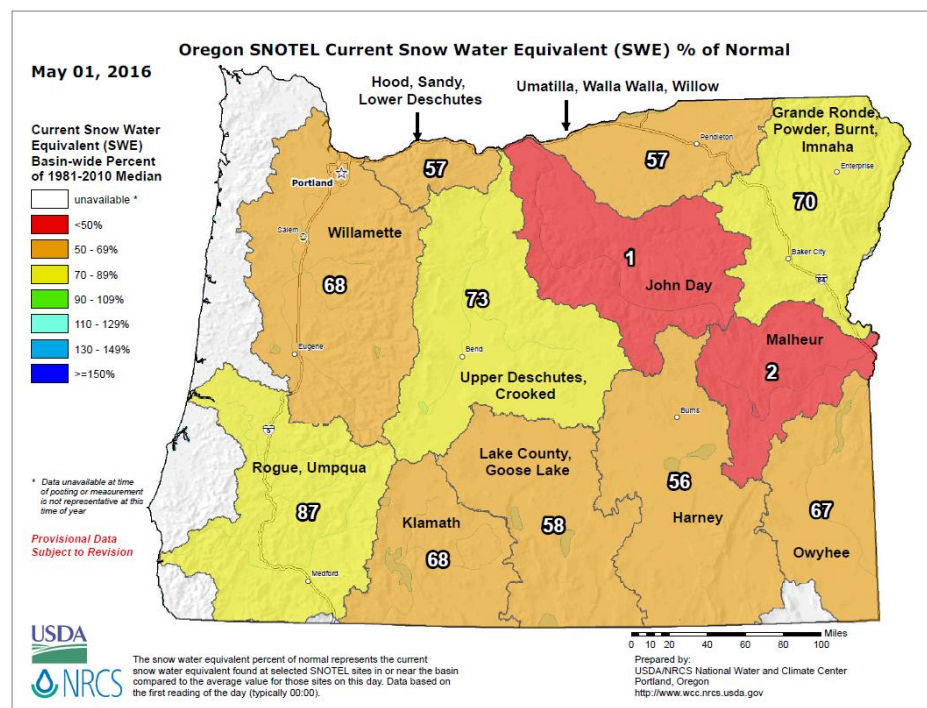 Oregon SNOTEL Current Snow Water Equivalent (SWE) % of Normal
May 01, 2016
Hood, Sandy,
Lower Deschutes
Umatilla, Walla Walla, Willow
Current Snow Water
Equivalent (SWE)
Basin-wide Percent
of 1981-2010 Median
unavailable *
<50%
50 - 69%
70 - 89%
90 - 109%
110 - 129%
130 - 149%
>=150%
Grande Ronde,
Powder, Burnt,
Imnaha
Enterprise
70
Baker City
84
Pendleton
57
57
Portland
Salem
Willamette
68
Eugene
73
Bend
Upper Deschutes,
Crooked
1
John Day
Malheur
2
Burns
56
Harney
Lake County,
Goose Lake
58
Klamath
68
5
Rogue, Umpqua
87
Medford
67
Owyhee
* Data unavailable at time
of posting or measurement
is not representative at this
time of year
Provisional Data
Subject to Revision
USDA
NRCS
The snow water equivalent percent of normal represents the current
snow water equivalent found at selected SNOTEL sites in or near the basin
compared to the average value for those sites on this day. Data based on
the first reading of the day (typically 00:00).
Miles
0 10 20 40 60 80 100
Prepared by:
USDA/NRCS National Water and Climate Center
Portland, Oregon
http://www.wcc.nrcs.usda.gov